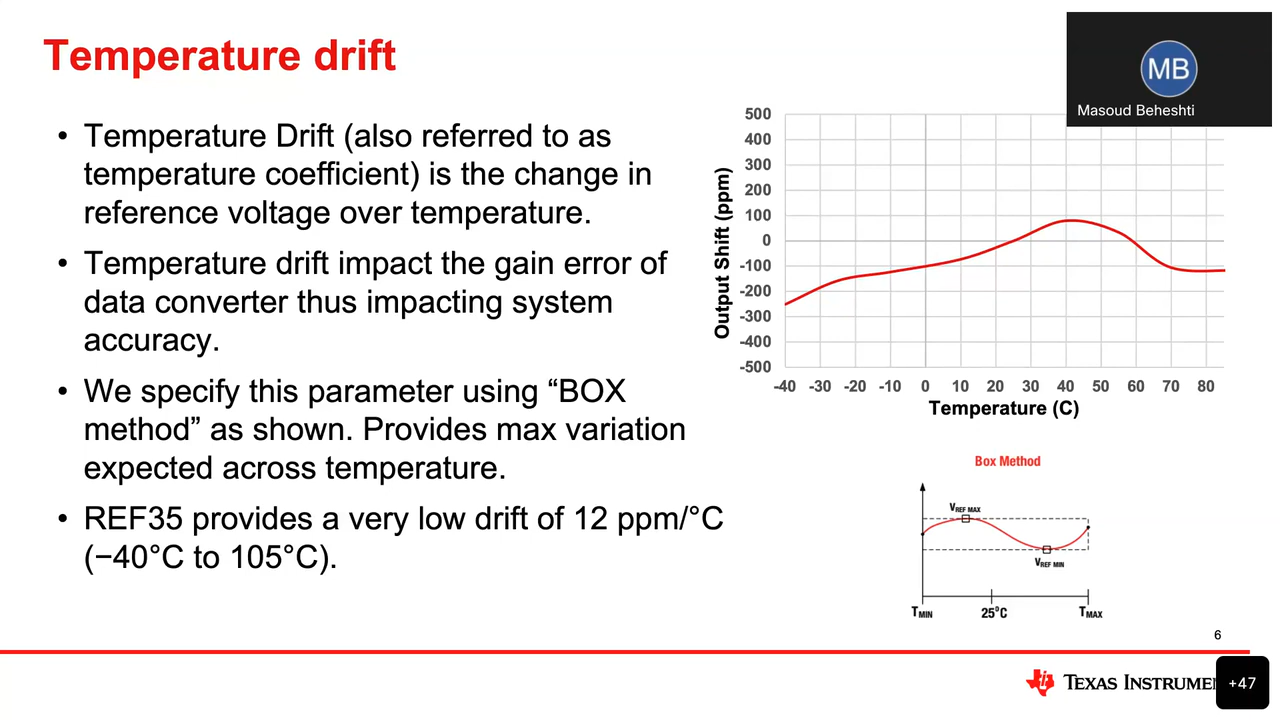 Temperature drift
• Temperature Drift (also referred to as
temperature coefficient) is the change in
reference voltage over temperature.
• Temperature drift impact the gain error of
data converter thus impacting system
accuracy.
• We specify this parameter using “BOX
method” as shown. Provides max variation
expected across temperature.
• REF35 provides a very low drift of 12 ppm/°C
(−40°C to 105°C).
MB
Masoud Beheshti
Output Shift (ppm)
500
400
300
200
100
0
-100
-200
-300
-400
-500
-40 -30 -20 -10 0 10 20 30 40 50 60 70 80
Temperature (C)
Box Method
VREF MAX
VREF MIN
TMIN 25°C TMAX
6
TEXAS INSTRUMEN
+47